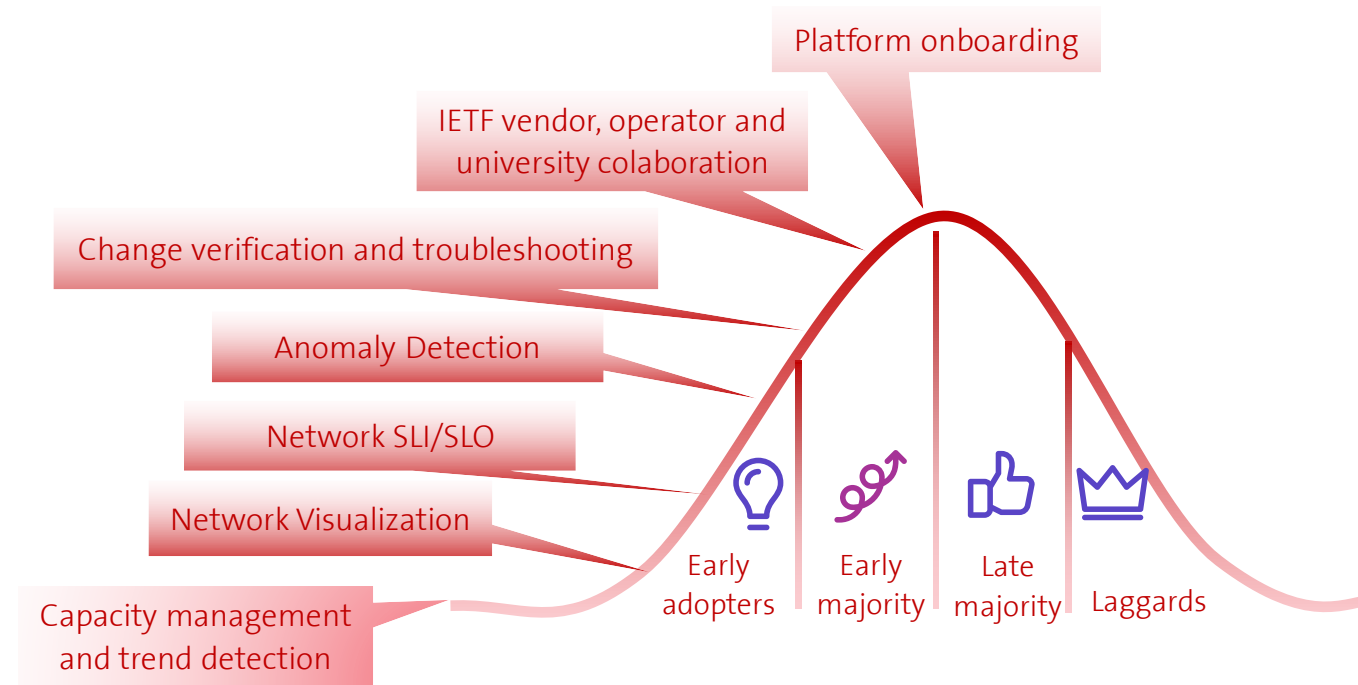 Platform onboarding
IETF vendor, operator and
university colaboration
Change verification and troubleshooting
Anomaly Detection
Network SLI/SLO
Network Visualization
Capacity management
and trend detection
Early
adopters
Early
majority
Late
majority
Laggards